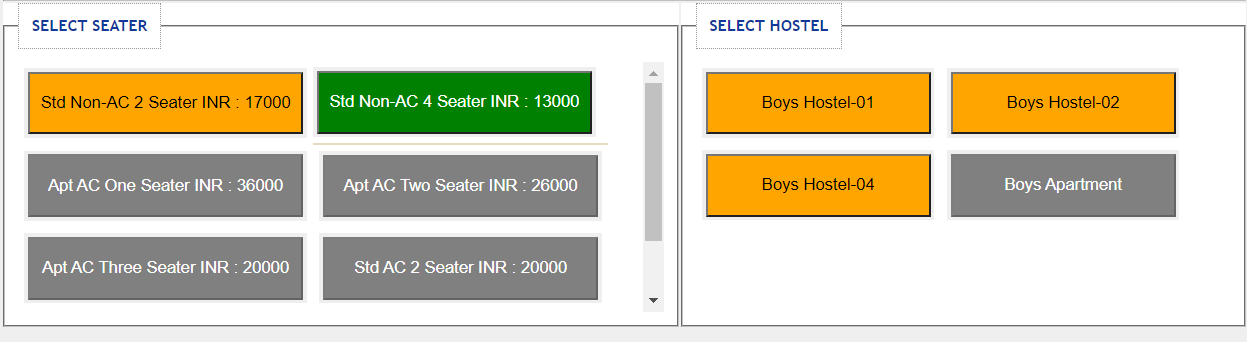 SELECT SEATER
Std Non-AC 2 Seater INR : 17000
Std Non-AC 4 Seater INR : 13000
Apt AC One Seater INR : 36000
Apt AC Two Seater INR : 26000
Apt AC Three Seater INR : 20000
Std AC 2 Seater INR : 20000
SELECT HOSTEL
Boys Hostel-01
Boys Hostel-02
Boys Hostel-04
Boys Apartment